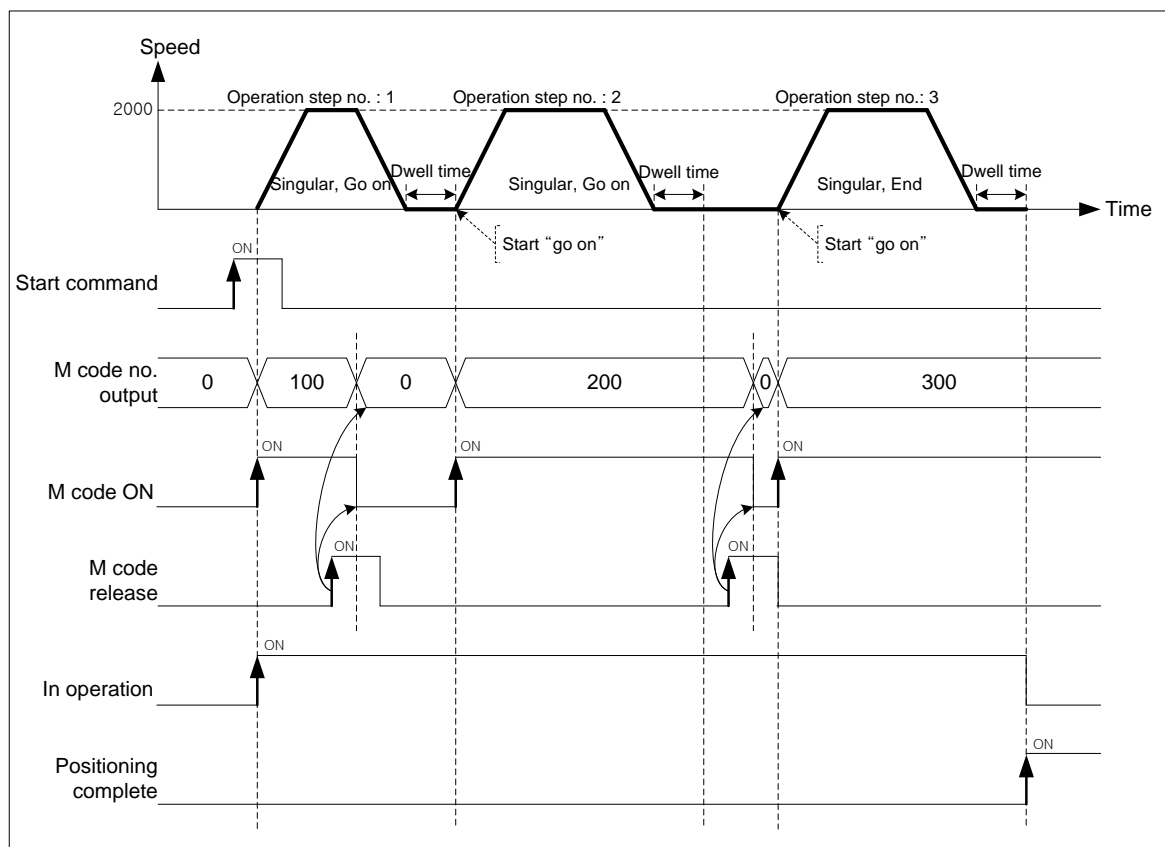 Speed
2000
Operation step no. : 1
Operation step no. : 2
Operation step no.: 3
Dwell time
Dwell time
Dwell time
Singular, Go on
Singular, Go on
Singular, End
Time
Start “go on”
Start “go on”
Start command
ON
M code no.
output
0
100
0
200
0
300
M code ON
ON
ON
ON
M code
release
ON
ON
In operation
ON
Positioning
complete
ON